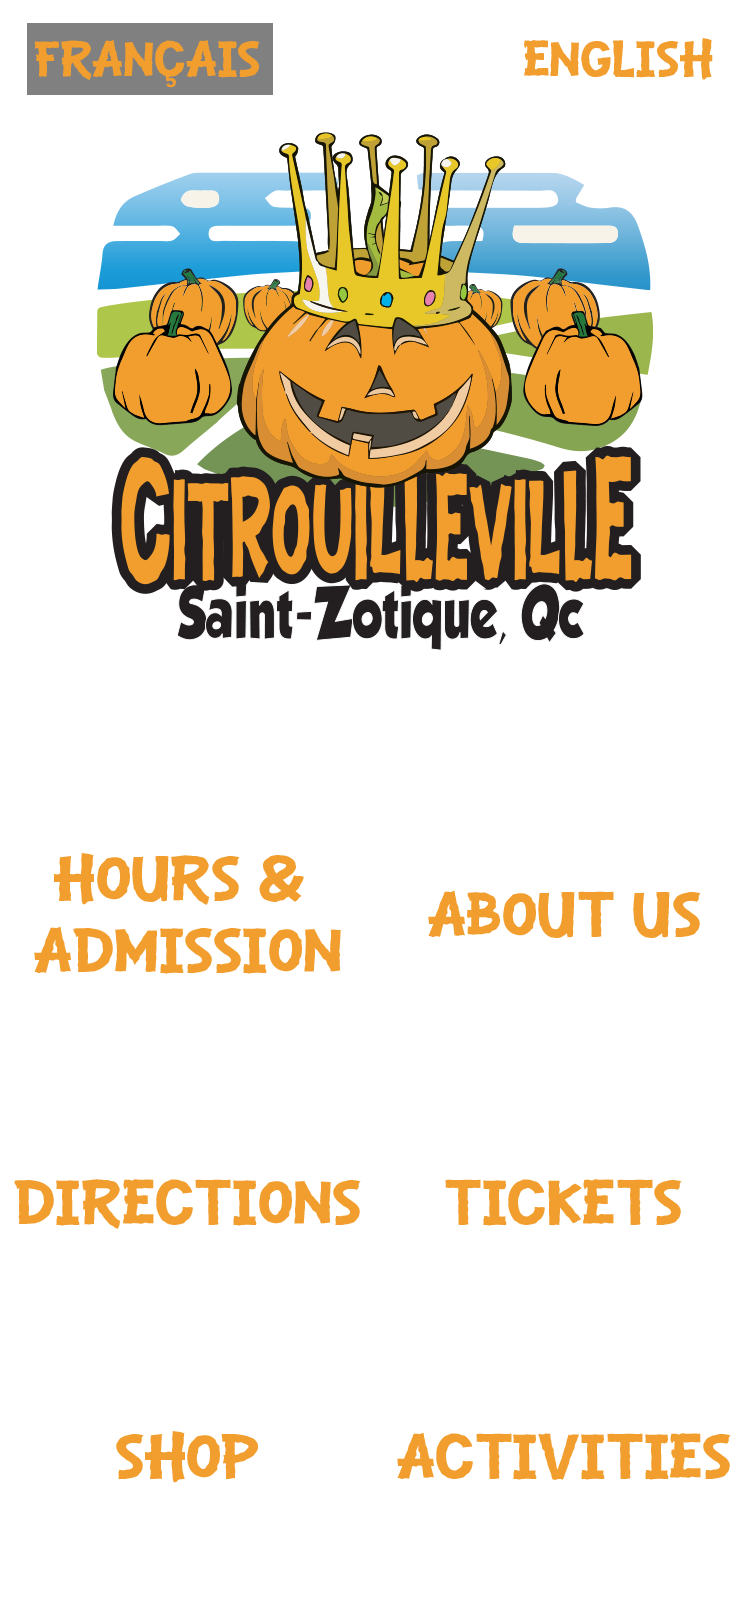 FRANÇAIS
ENGLISH
CITROUILLEVILLE
Saint-Zotique, Qc
HOURS &
ADMISSION
ABOUT US
DIRECTIONS
TICKETS
SHOP
ACTIVITIES